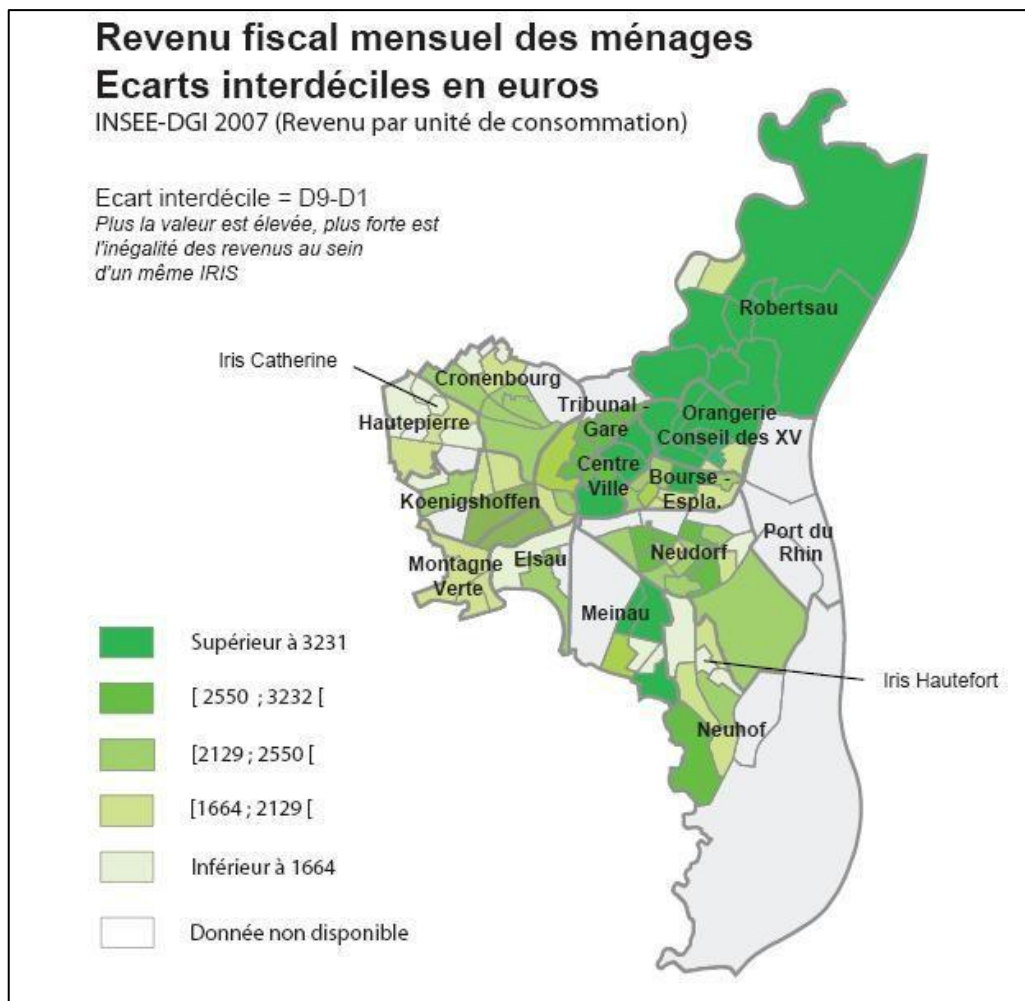 Revenu fiscal mensuel des ménages
Ecarts interdéciles en euros
INSEE-DGI 2007 (Revenu par unité de consommation)
Ecart interdécile = D9-D1
Plus la valeur est élevée, plus forte est
l'inégalité des revenus au sein
d'un même IRIS
Robertsau
Iris Catherine
Cronenbourg
Hautepierre
Tribunal -
Gare
Orangerie
Conseil des XV
Centre
Ville
Bourse -
Espla.
Koenigshoffen
Port du
Rhin
Neudorf
Elsau
Montagne
Verte
Meinau
Iris Hautefort
Neuhof
Supérieur à 3231
[ 2550 ; 3232 [
[2129 ; 2550 [
[1664 ; 2129 [
Inférieur à 1664
Donnée non disponible